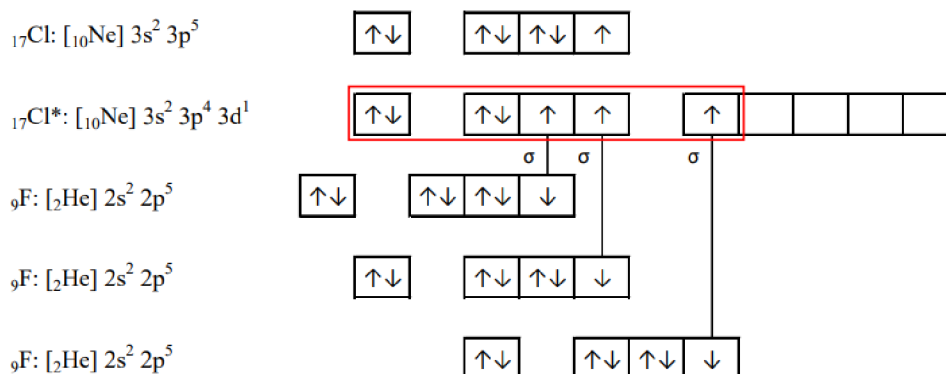 ₁₇Cl: [₁₀Ne] 3s² 3p⁵ ↑↓ ↑↓ ↑↓ ↑
₁₇Cl*: [₁₀Ne] 3s² 3p⁴ 3d¹ ↑↓ ↑↓ ↑ ↑ ↑
σ σ σ
₉F: [₂He] 2s² 2p⁵ ↑↓ ↑↓ ↑↓ ↓
₉F: [₂He] 2s² 2p⁵ ↑↓ ↑↓ ↑↓ ↓
₉F: [₂He] 2s² 2p⁵ ↑↓ ↑↓ ↑↓ ↓